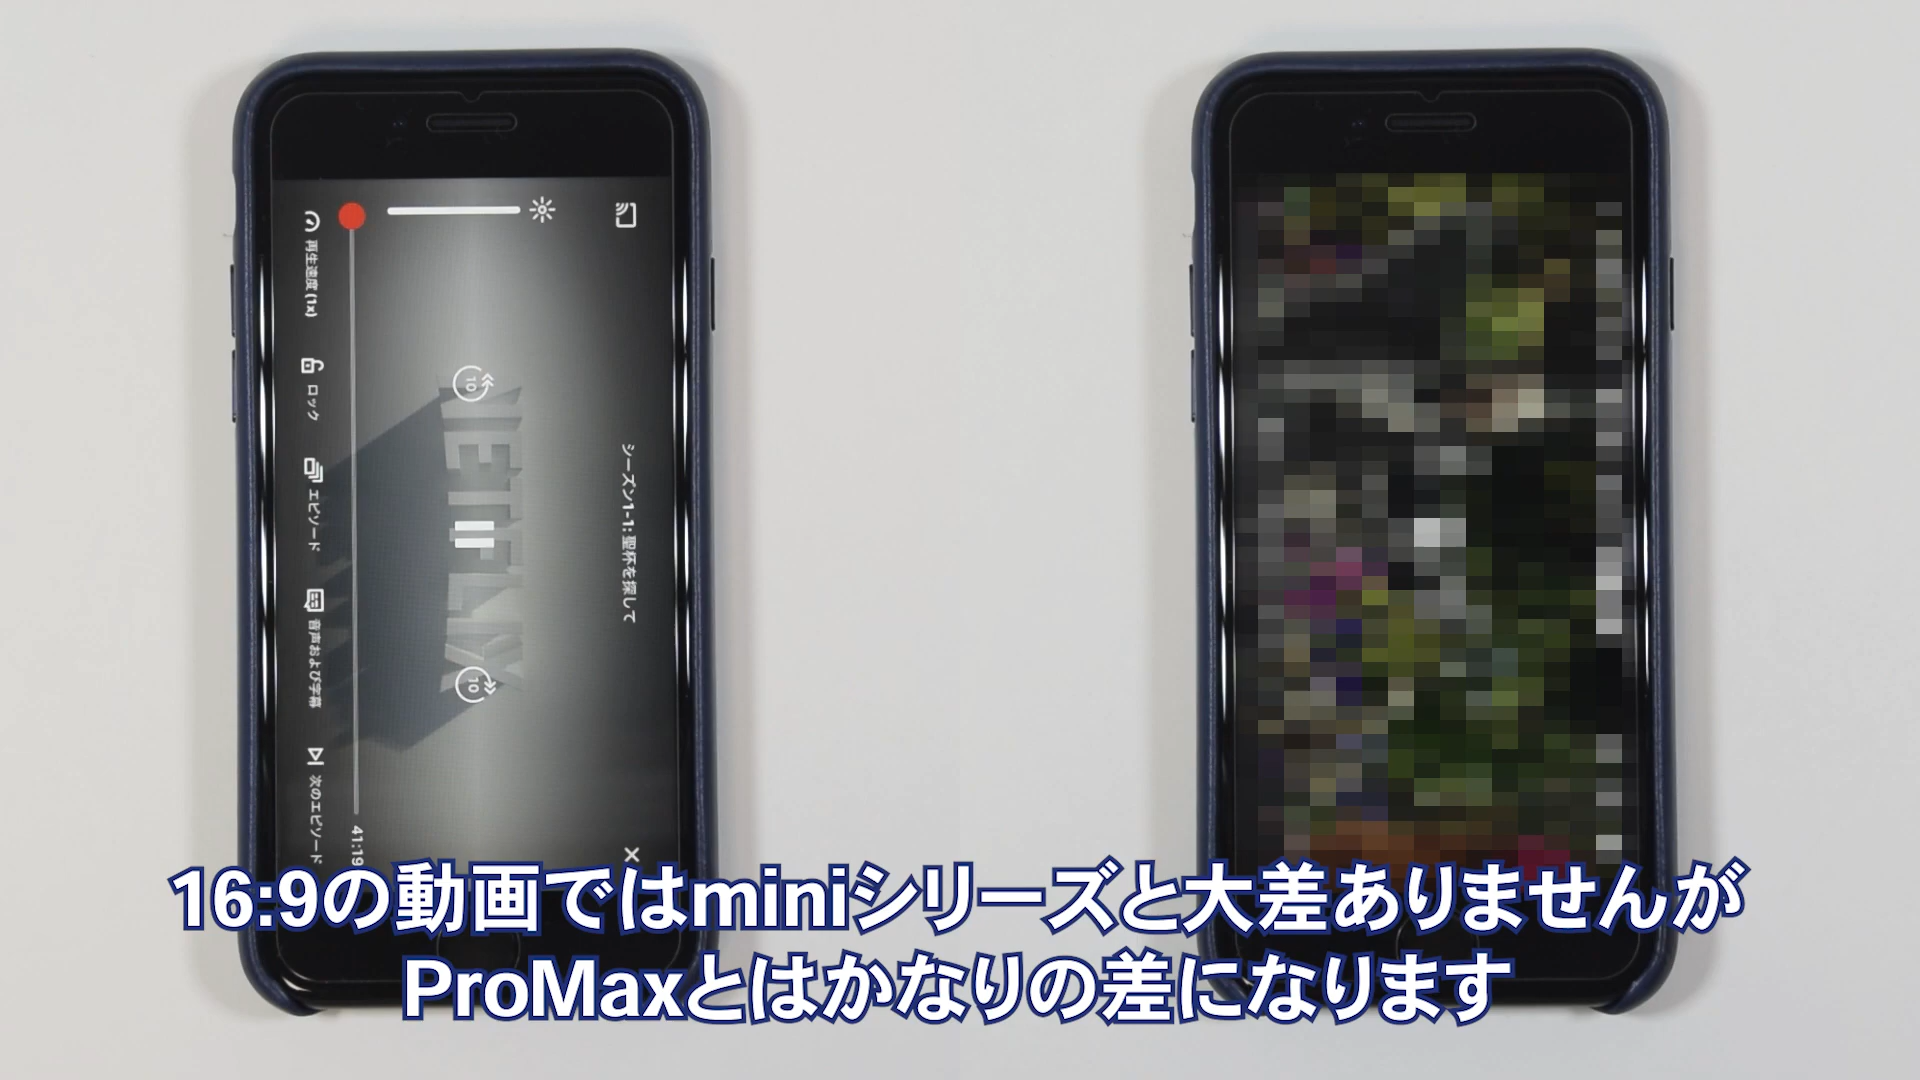 シーズン1-1: 聖杯を探して
10
10
NETFLIX
41:19
再生速度 (1x)
ロック
エピソード
音声および字幕
次のエピソード
16:9の動画ではminiシリーズと大差ありませんが
ProMaxとはかなりの差になります